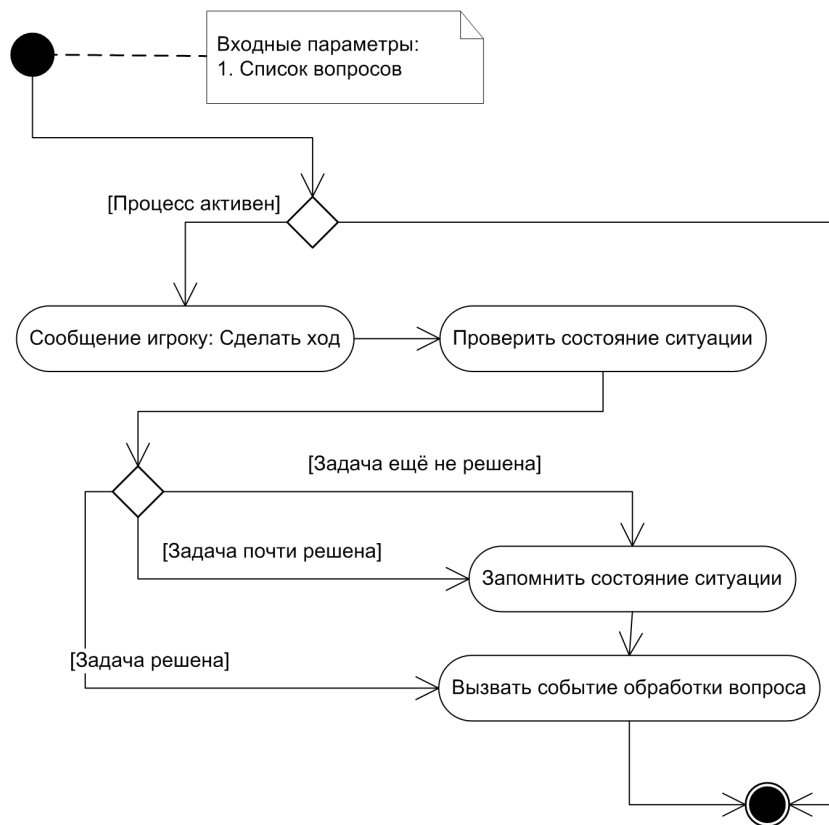 Входные параметры:
1. Список вопросов
[Процесс активен]
Сообщение игроку: Сделать ход
Проверить состояние ситуации
[Задача ещё не решена]
[Задача почти решена]
Запомнить состояние ситуации
[Задача решена]
Вызвать событие обработки вопроса